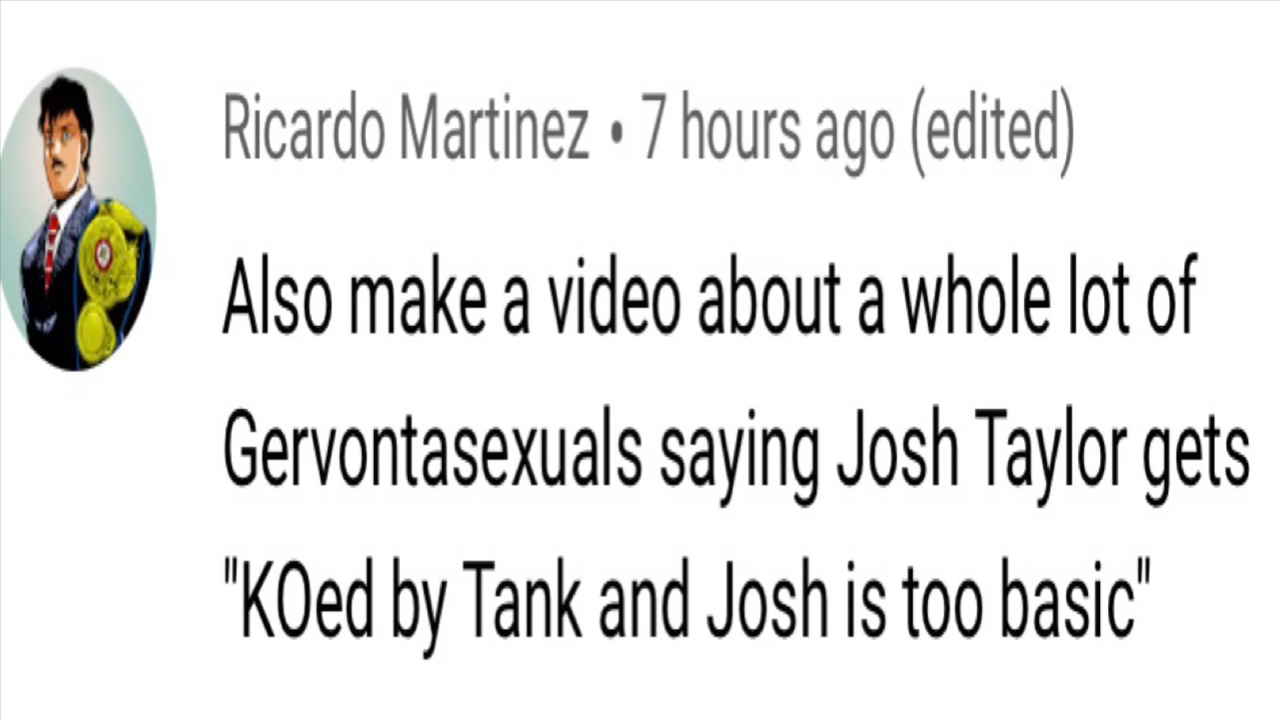 Ricardo Martinez • 7 hours ago (edited)
Also make a video about a whole lot of
Gervontasexuals saying Josh Taylor gets
"KOed by Tank and Josh is too basic"